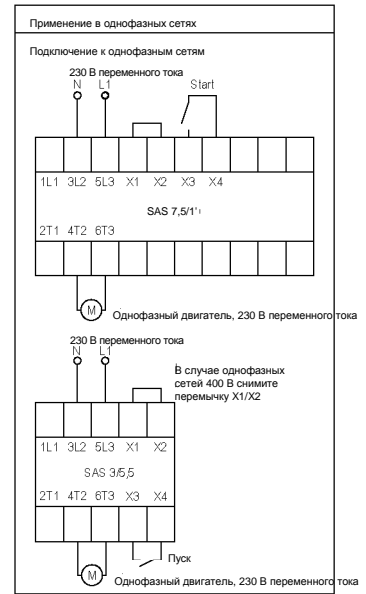 Применение в однофазных сетях
Подключение к однофазным сетям
230 В переменного тока
N L1 Start
1L1 3L2 5L3 X1 X2 X3 X4
SAS 7,5/1
2T1 4T2 6T3
M
Однофазный двигатель, 230 В переменного тока
230 В переменного тока
N L1
В случае однофазных
сетей 400 В снимите
перемычку X1/X2
1L1 3L2 5L3 X1 X2
SAS 3/5,5
2T1 4T2 6T3 X3 X4
Пуск
M
Однофазный двигатель, 230 В переменного тока